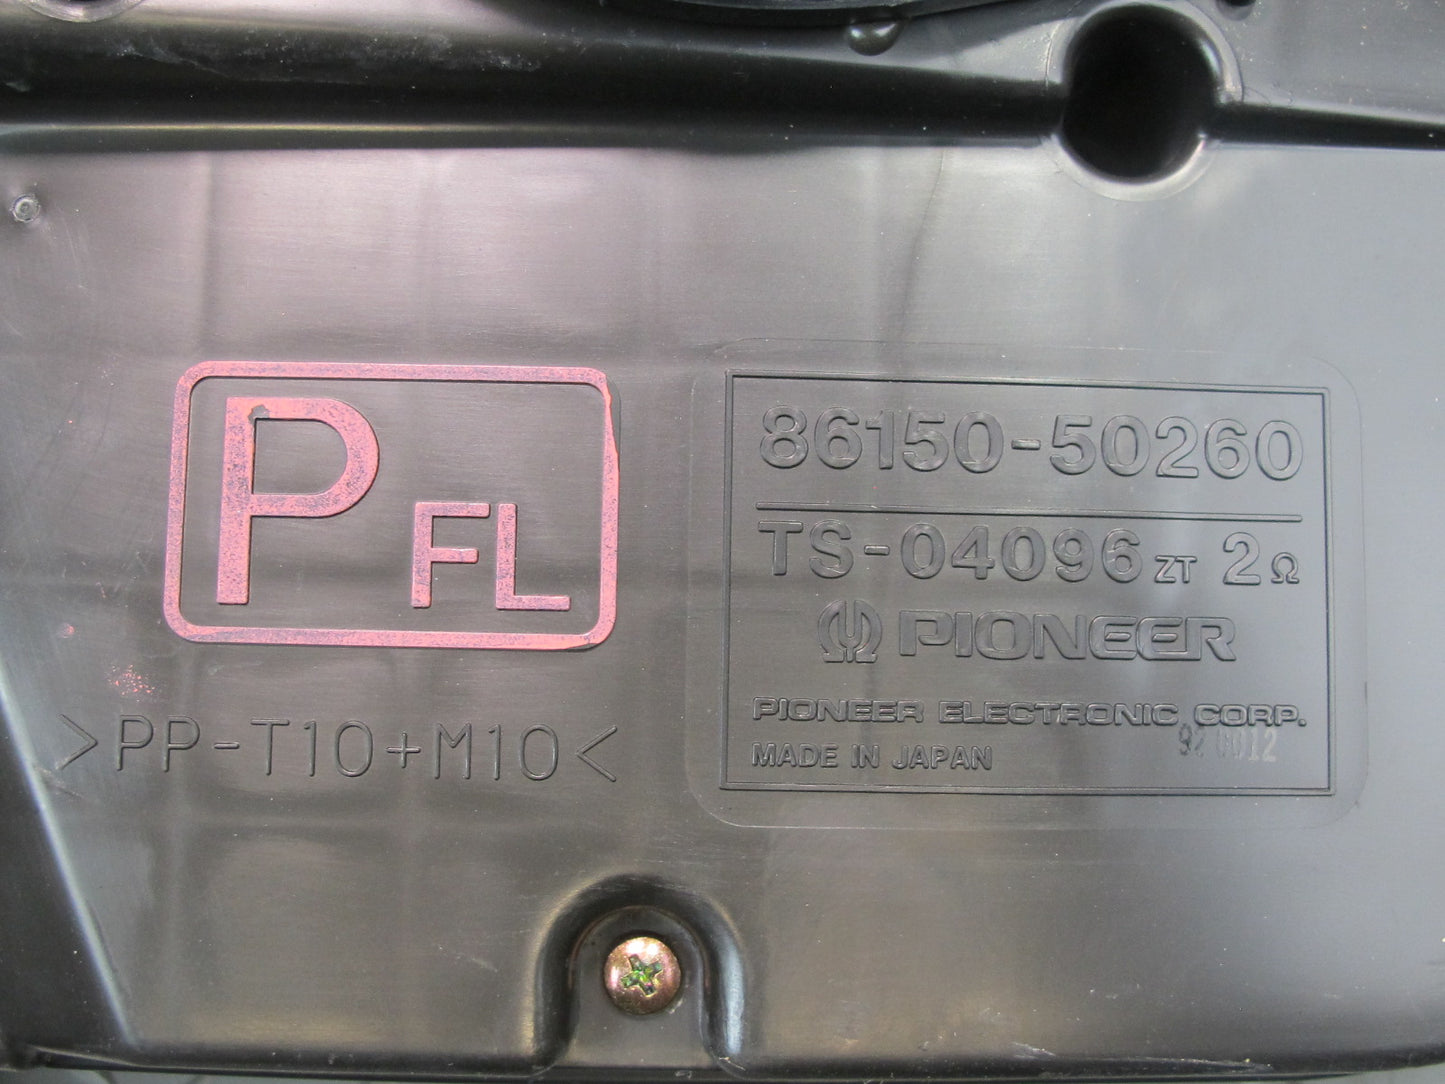 P FL
>PP-T10+M10<
86150-50260
TS-04096 ZT 2Ω
PIONEER
PIONEER ELECTRONIC CORP.
MADE IN JAPAN